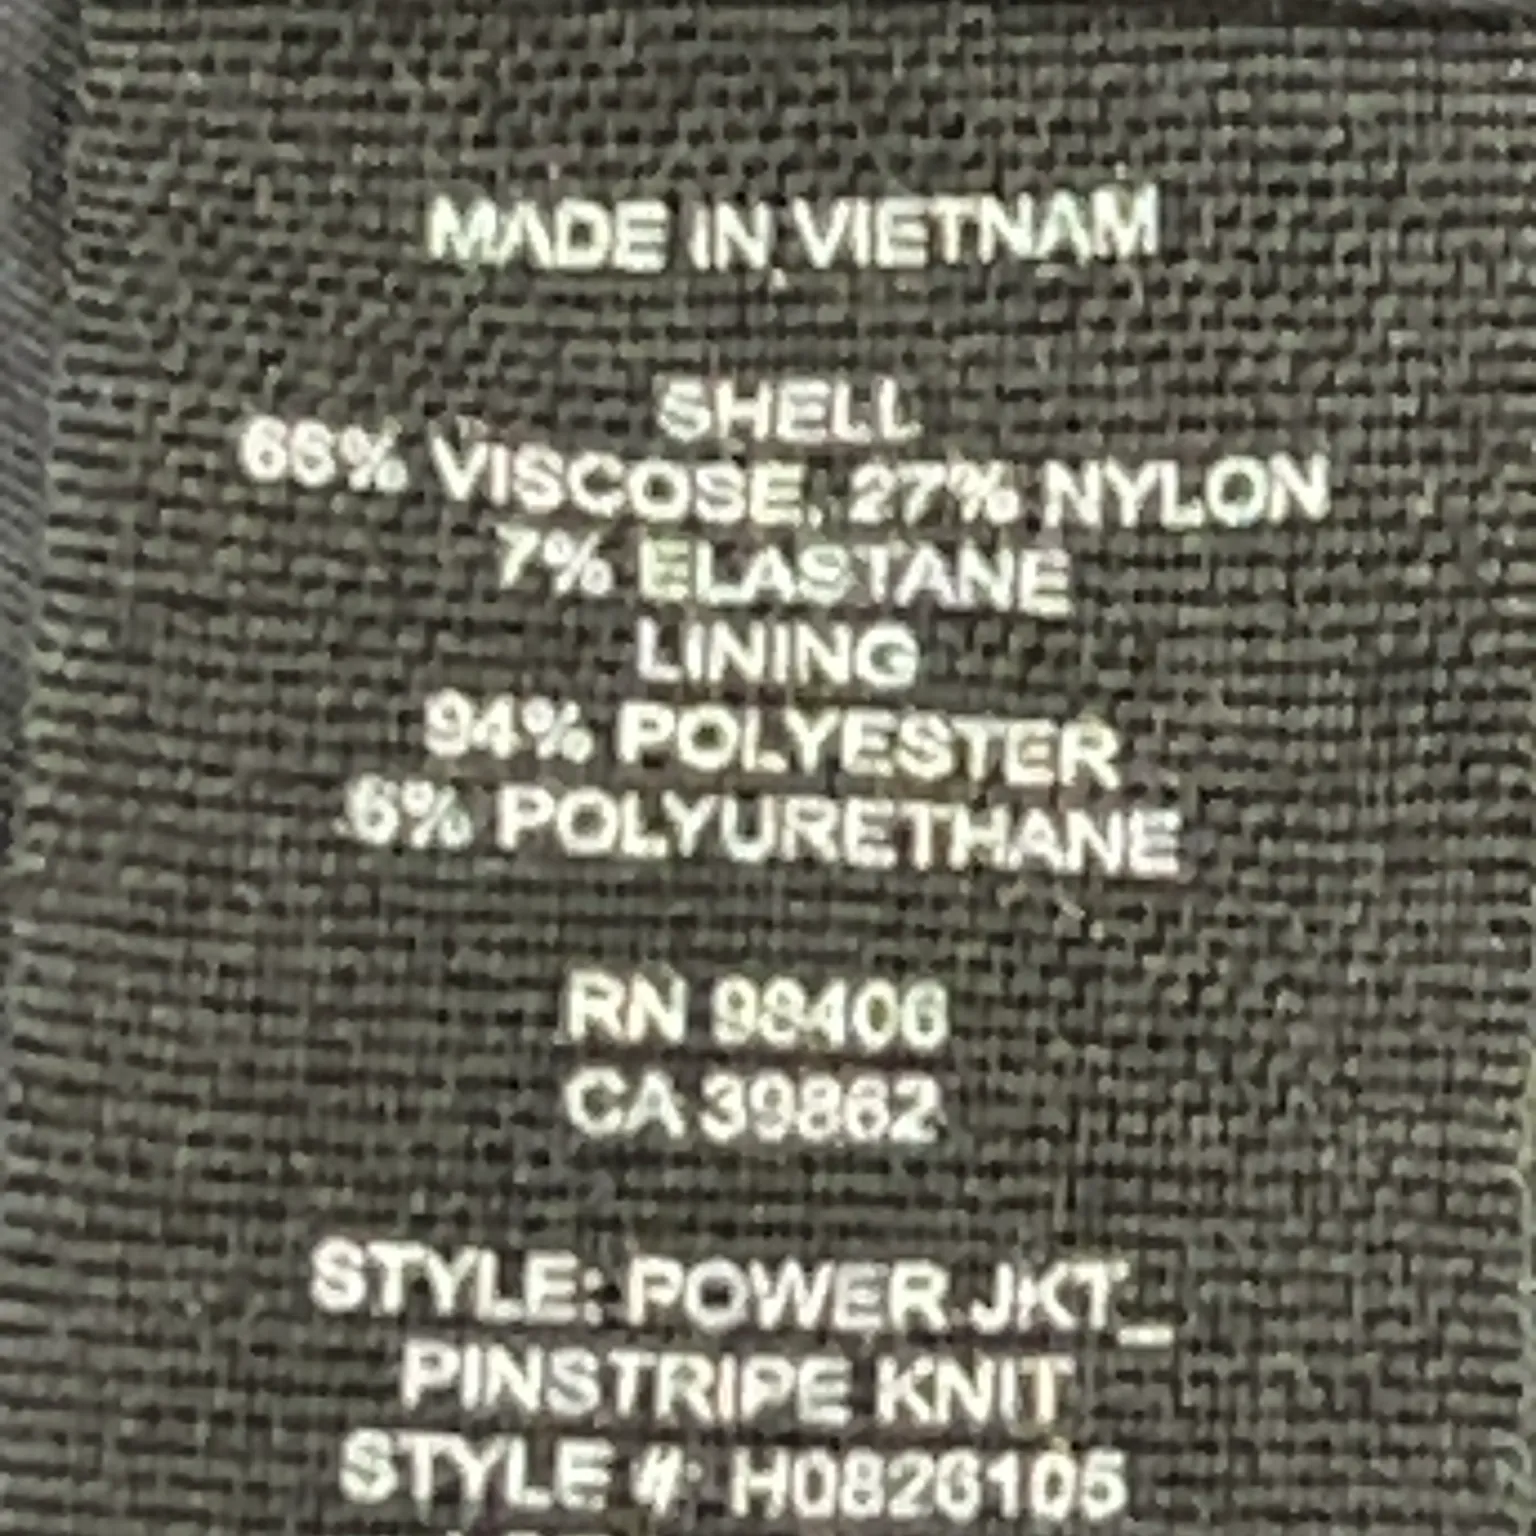 MADE IN VIETNAM
SHELL
66% VISCOSE, 27% NYLON
7% ELASTANE
LINING
94% POLYESTER
6% POLYURETHANE
RN 98406
CA 39862
STYLE: POWER JKT_
PINSTRIPE KNIT
STYLE #: H0826105